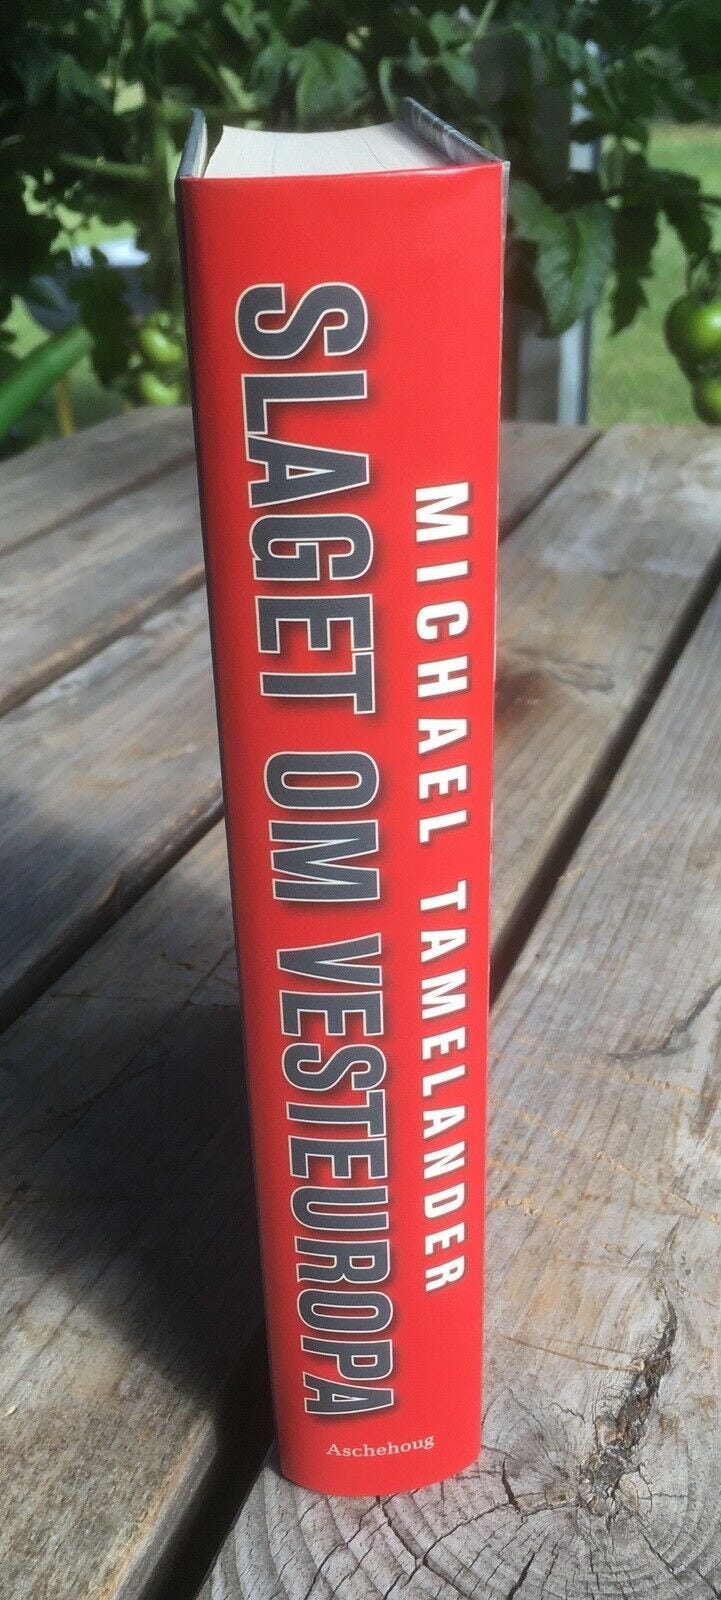 MICHAEL TAMELANDER
SLAGET OM VESTEUROPA
Aschehoug